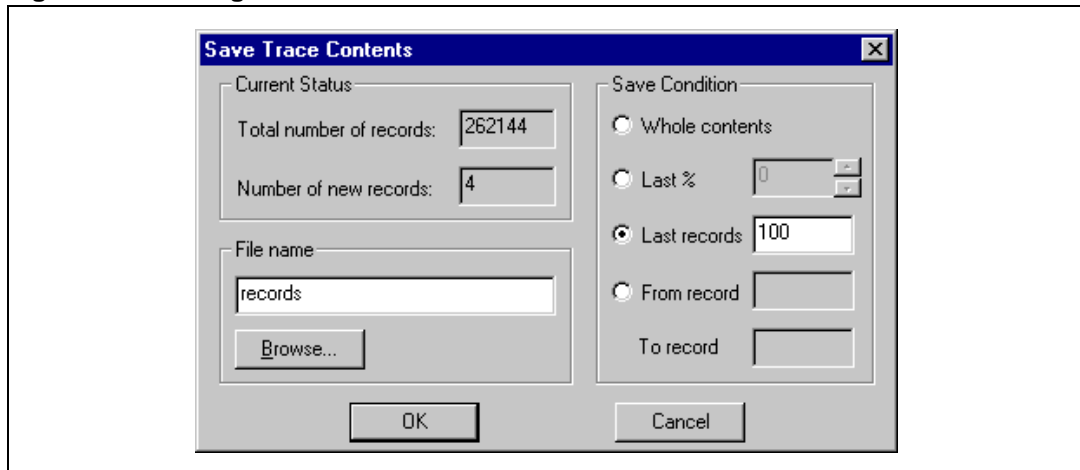 Save Trace Contents
Current Status
Total number of records: 262144
Number of new records: 4
File name
records
Browse...
Save Condition
Whole contents
Last % 0
Last records 100
From record
To record
OK
Cancel